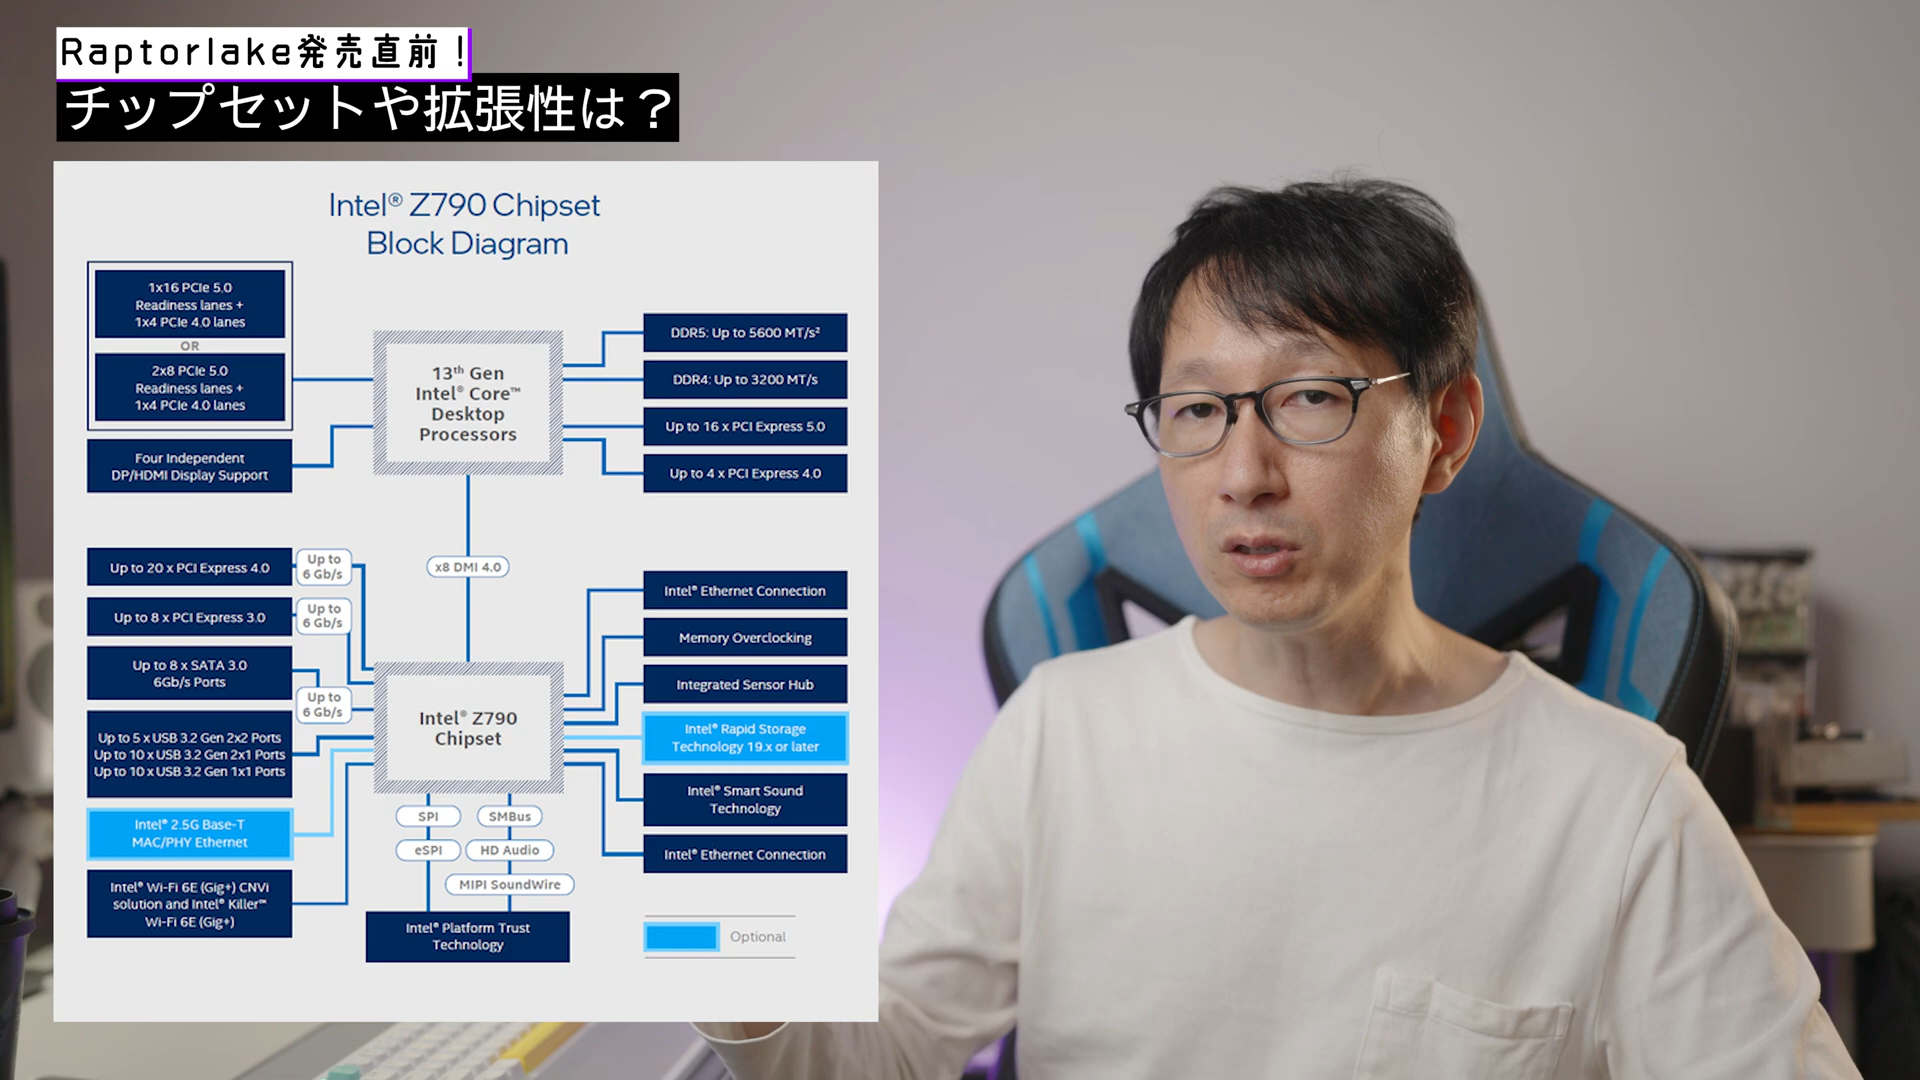 Raptorlake発売直前！
チップセットや拡張性は？
Intel® Z790 Chipset
Block Diagram
1x16 PCIe 5.0
Readiness lanes +
1x4 PCIe 4.0 lanes
OR
2x8 PCIe 5.0
Readiness lanes +
1x4 PCIe 4.0 lanes
Four Independent
DP/HDMI Display Support
13th Gen
Intel® Core™
Desktop
Processors
DDR5: Up to 5600 MT/s²
DDR4: Up to 3200 MT/s
Up to 16 x PCI Express 5.0
Up to 4 x PCI Express 4.0
x8 DMI 4.0
Up to 20 x PCI Express 4.0
Up to
6 Gb/s
Up to 8 x PCI Express 3.0
Up to
6 Gb/s
Up to 8 x SATA 3.0
6Gb/s Ports
Up to
6 Gb/s
Up to 5 x USB 3.2 Gen 2x2 Ports
Up to 10 x USB 3.2 Gen 2x1 Ports
Up to 10 x USB 3.2 Gen 1x1 Ports
Intel® 2.5G Base-T
MAC/PHY Ethernet
Intel® Wi-Fi 6E (Gig+) CNVi
solution and Intel® Killer™
Wi-Fi 6E (Gig+)
Intel® Z790
Chipset
SPI
SMBus
eSPI
HD Audio
MIPI SoundWire
Intel® Platform Trust
Technology
Intel® Ethernet Connection
Memory Overclocking
Integrated Sensor Hub
Intel® Rapid Storage
Technology 19.x or later
Intel® Smart Sound
Technology
Intel® Ethernet Connection
Optional